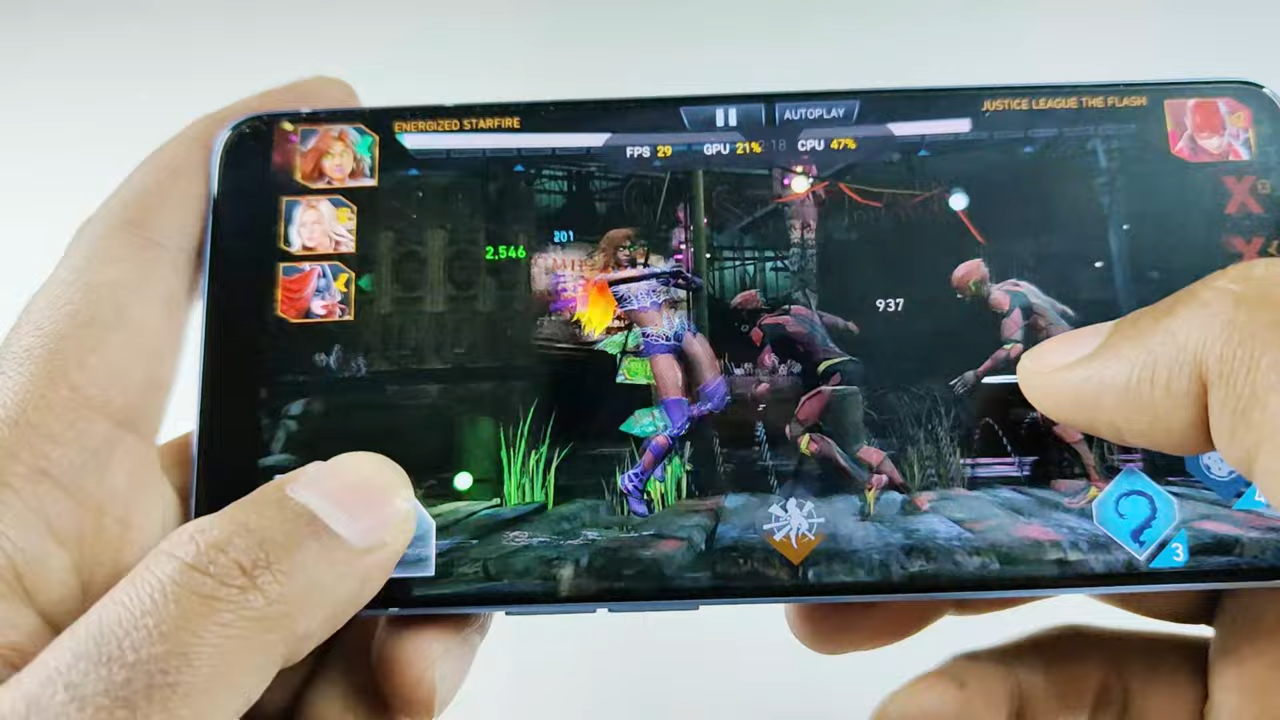 ENERGIZED STARFIRE
AUTOPLAY
JUSTICE LEAGUE THE FLASH
FPS 29 GPU 21% 18 CPU 47%
201
2,546
937
3